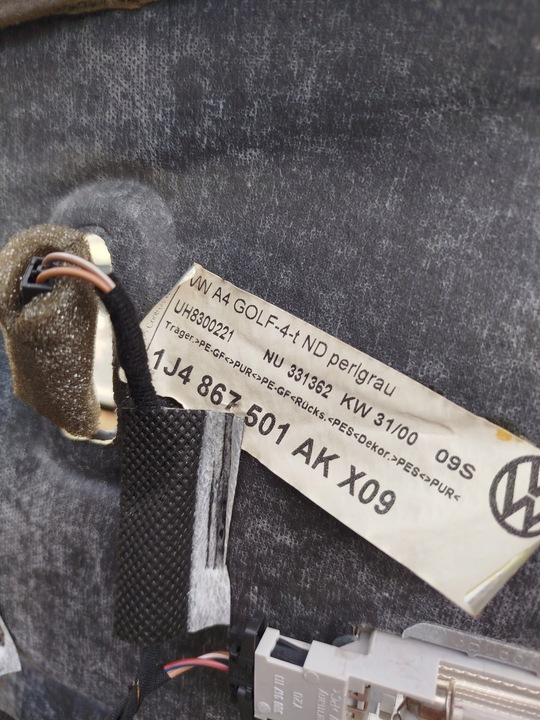 VW A4 GOLF-4-t ND perlgrau
UH8300221 NU 331362 KW 31/00 09S
Träger.>PE-GF<>PUR<>PE-GF<Rücks.<PES<Dekor.>PES<>PUR<
1J4 867 501 AK X09